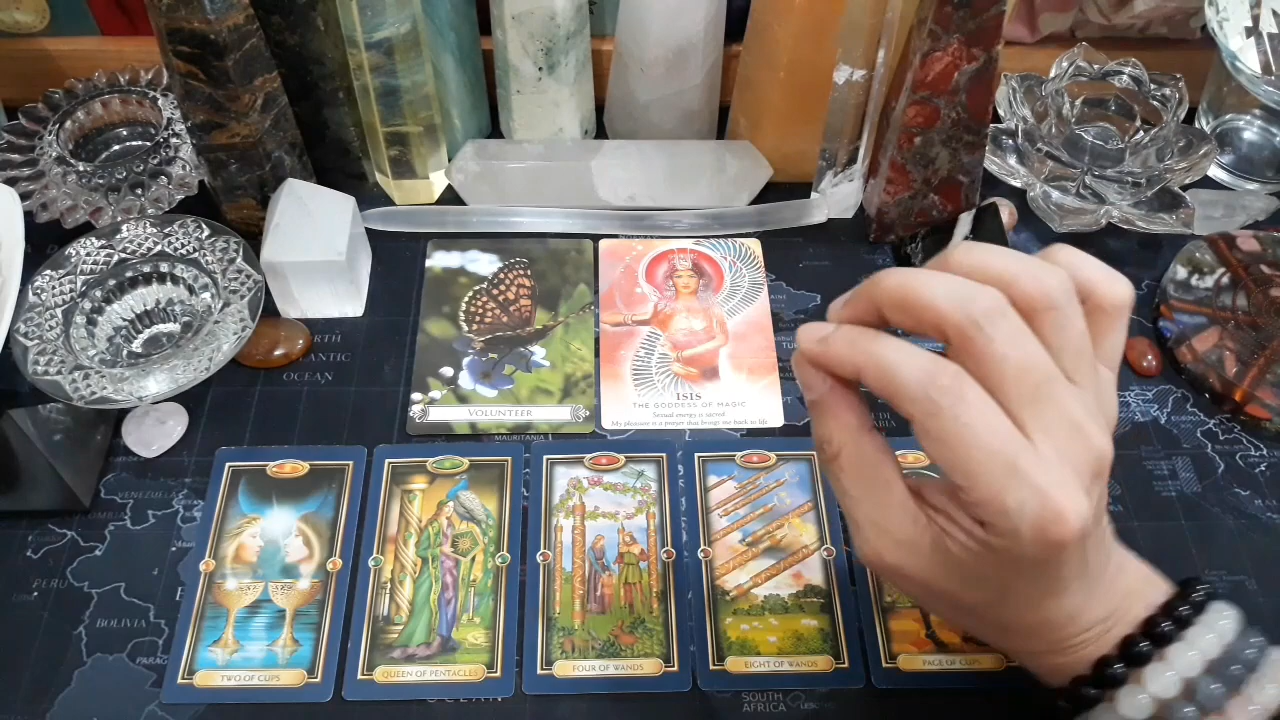 NORTH
ATLANTIC
OCEAN
VOLUNTEER
ISIS
THE GODDESS OF MAGIC
Sexual energy is sacred
My pleasure is a prayer that brings me back to life
MAURITANIA
VENEZUELA
PERU
BOLIVIA
TWO OF CUPS
QUEEN OF PENTACLES
FOUR OF WANDS
EIGHT OF WANDS
PAGE OF CUPS
OCEAN
SOUTH
AFRICA